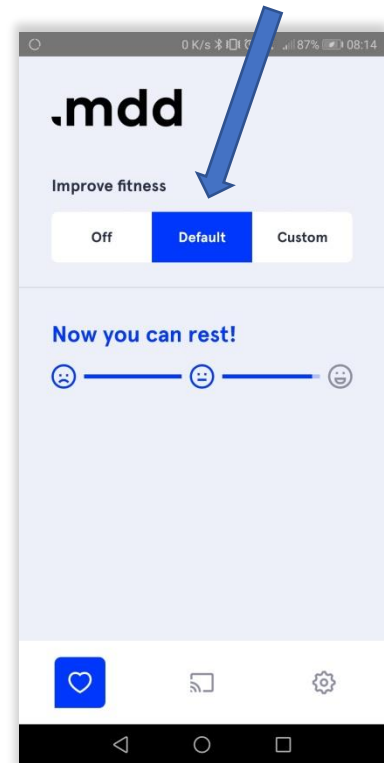 0 K/s 87% 08:14
.mdd
Improve fitness
Off Default Custom
Now you can rest!